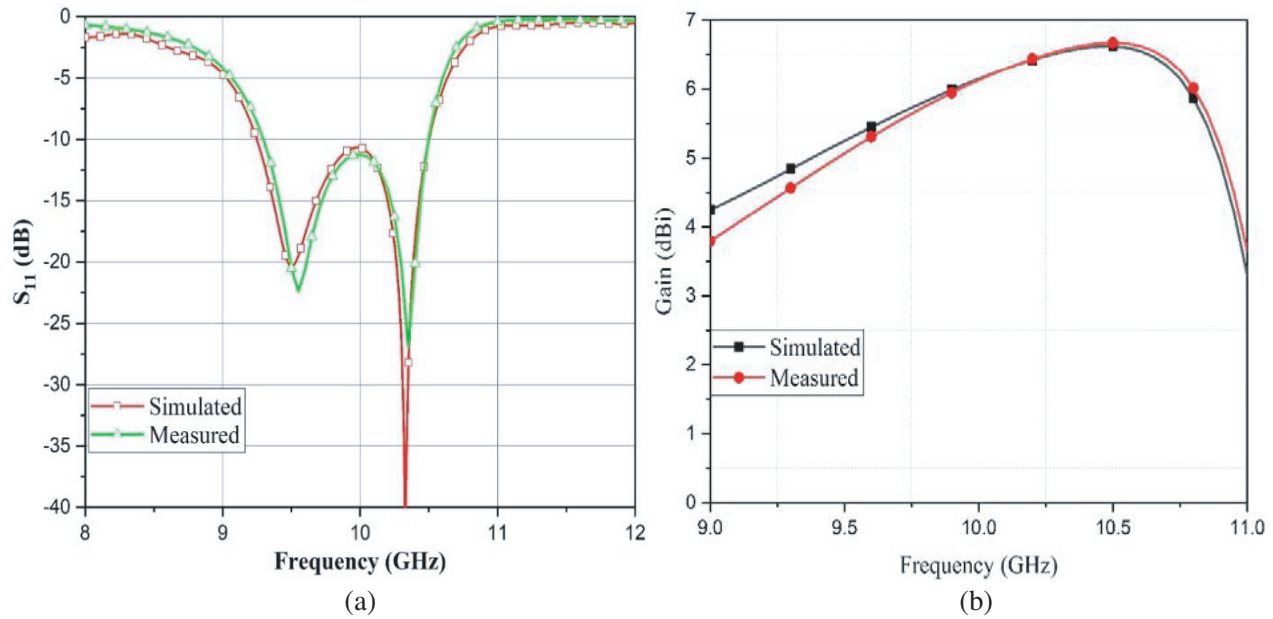 0
-5
-10
-15
-20
-25
-30
-35
-40
S11 (dB)
Simulated
Measured
8 9 10 11 12
Frequency (GHz)
(a)
7
6
5
4
3
2
1
0
Gain (dBi)
Simulated
Measured
9.0 9.5 10.0 10.5 11.0
Frequency (GHz)
(b)